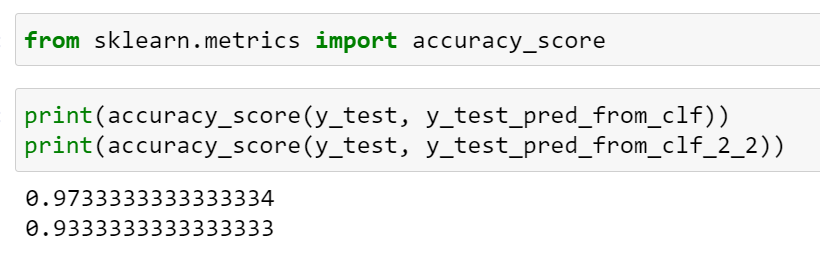 from sklearn.metrics import accuracy_score
print(accuracy_score(y_test, y_test_pred_from_clf))
print(accuracy_score(y_test, y_test_pred_from_clf_2_2))
0.9733333333333334
0.9333333333333333